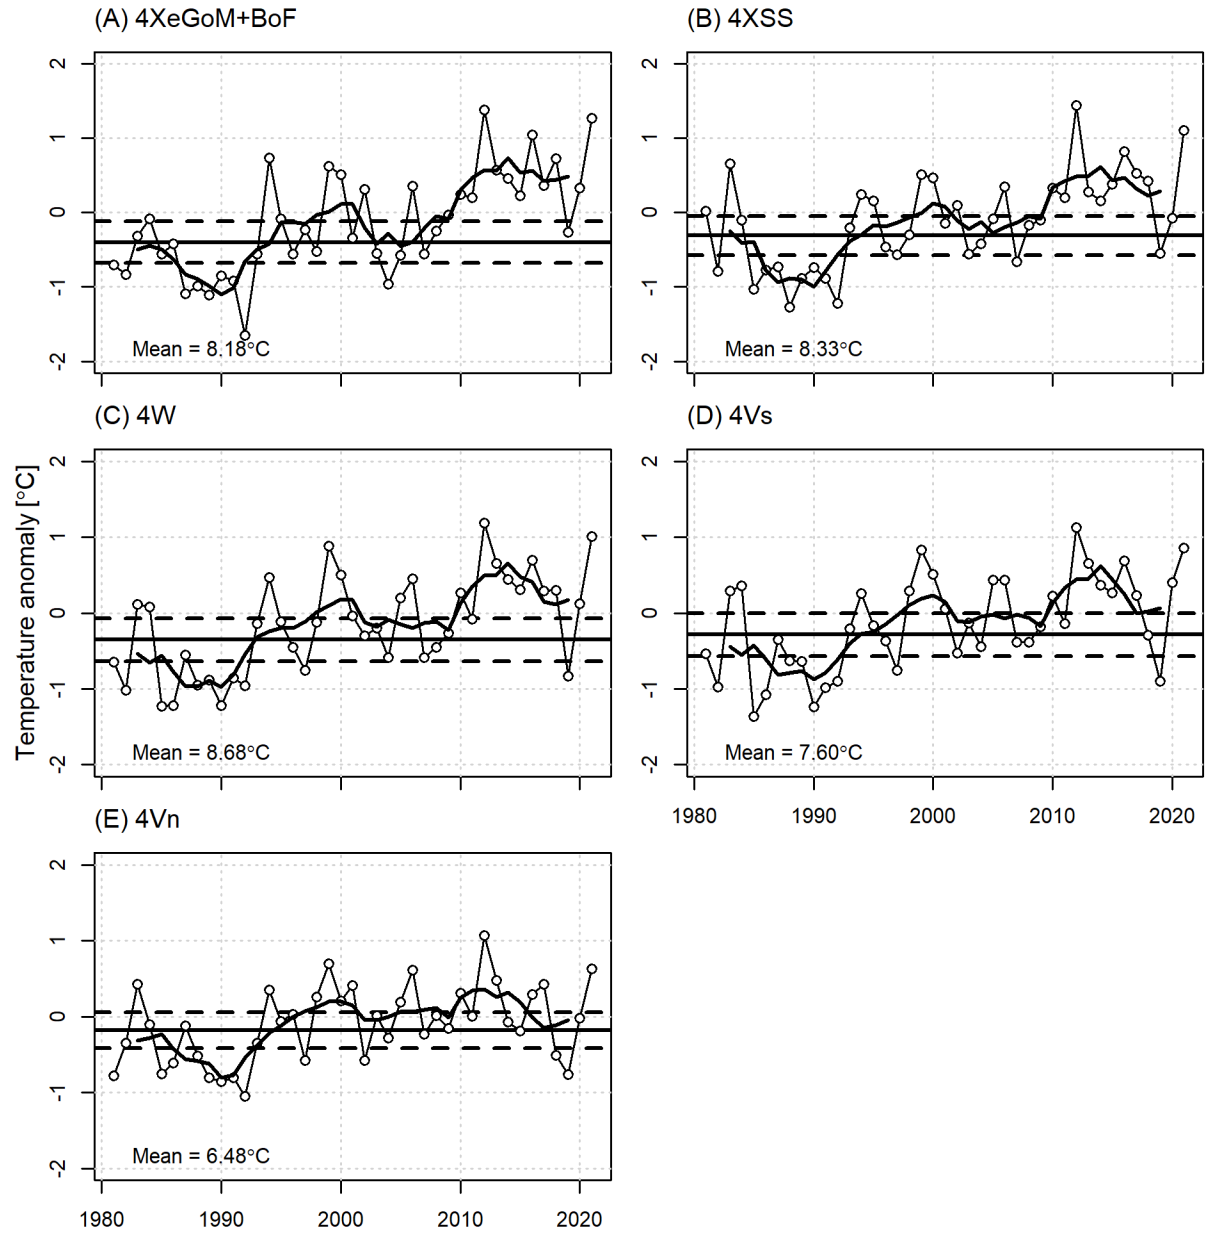 (A) 4XeGoM+BoF
2
1
0
-1
-2
Mean = 8.18°C
(B) 4XSS
2
1
0
-1
-2
Mean = 8.33°C
(C) 4W
2
1
0
-1
-2
Mean = 8.68°C
(D) 4Vs
2
1
0
-1
-2
Mean = 7.60°C
1980 1990 2000 2010 2020
Temperature anomaly [°C]
(E) 4Vn
2
1
0
-1
-2
Mean = 6.48°C
1980 1990 2000 2010 2020